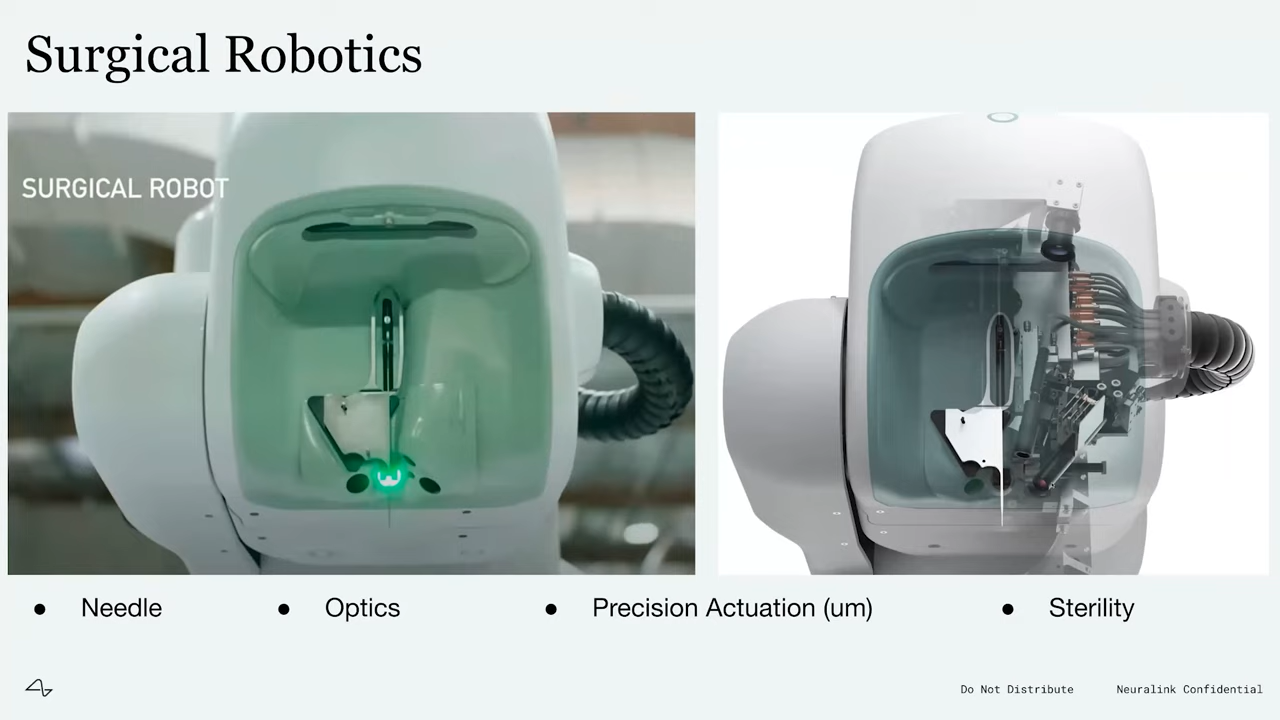 Surgical Robotics
SURGICAL ROBOT
● Needle ● Optics ● Precision Actuation (um) ● Sterility
Do Not Distribute Neuralink Confidential